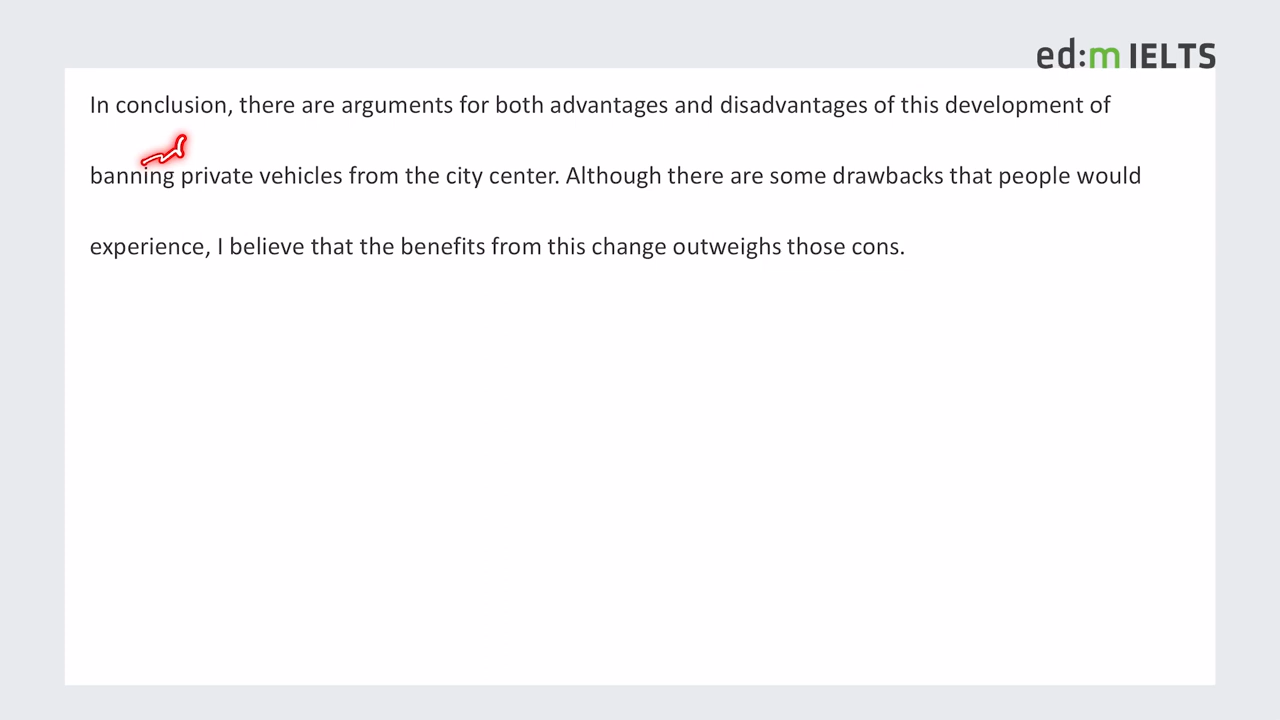 ed:m IELTS
In conclusion, there are arguments for both advantages and disadvantages of this development of
banning private vehicles from the city center. Although there are some drawbacks that people would
experience, I believe that the benefits from this change outweighs those cons.